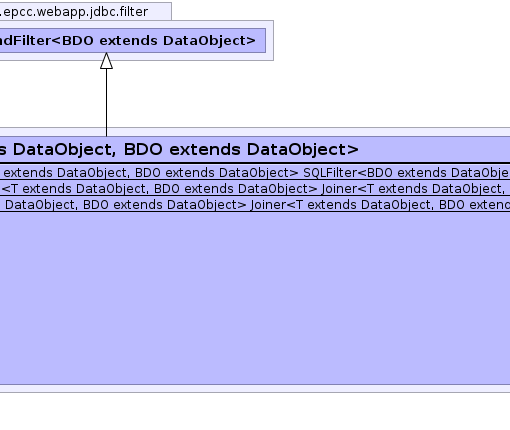 .epcc.webapp.jdbc.filter
ndFilter<BDO extends DataObject>
s DataObject, BDO extends DataObject>
extends DataObject, BDO extends DataObject> SQLFilter<BDO extends DataObje
<T extends DataObject, BDO extends DataObject> Joiner<T extends DataObject,
DataObject, BDO extends DataObject> Joiner<T extends DataObject, BDO extend